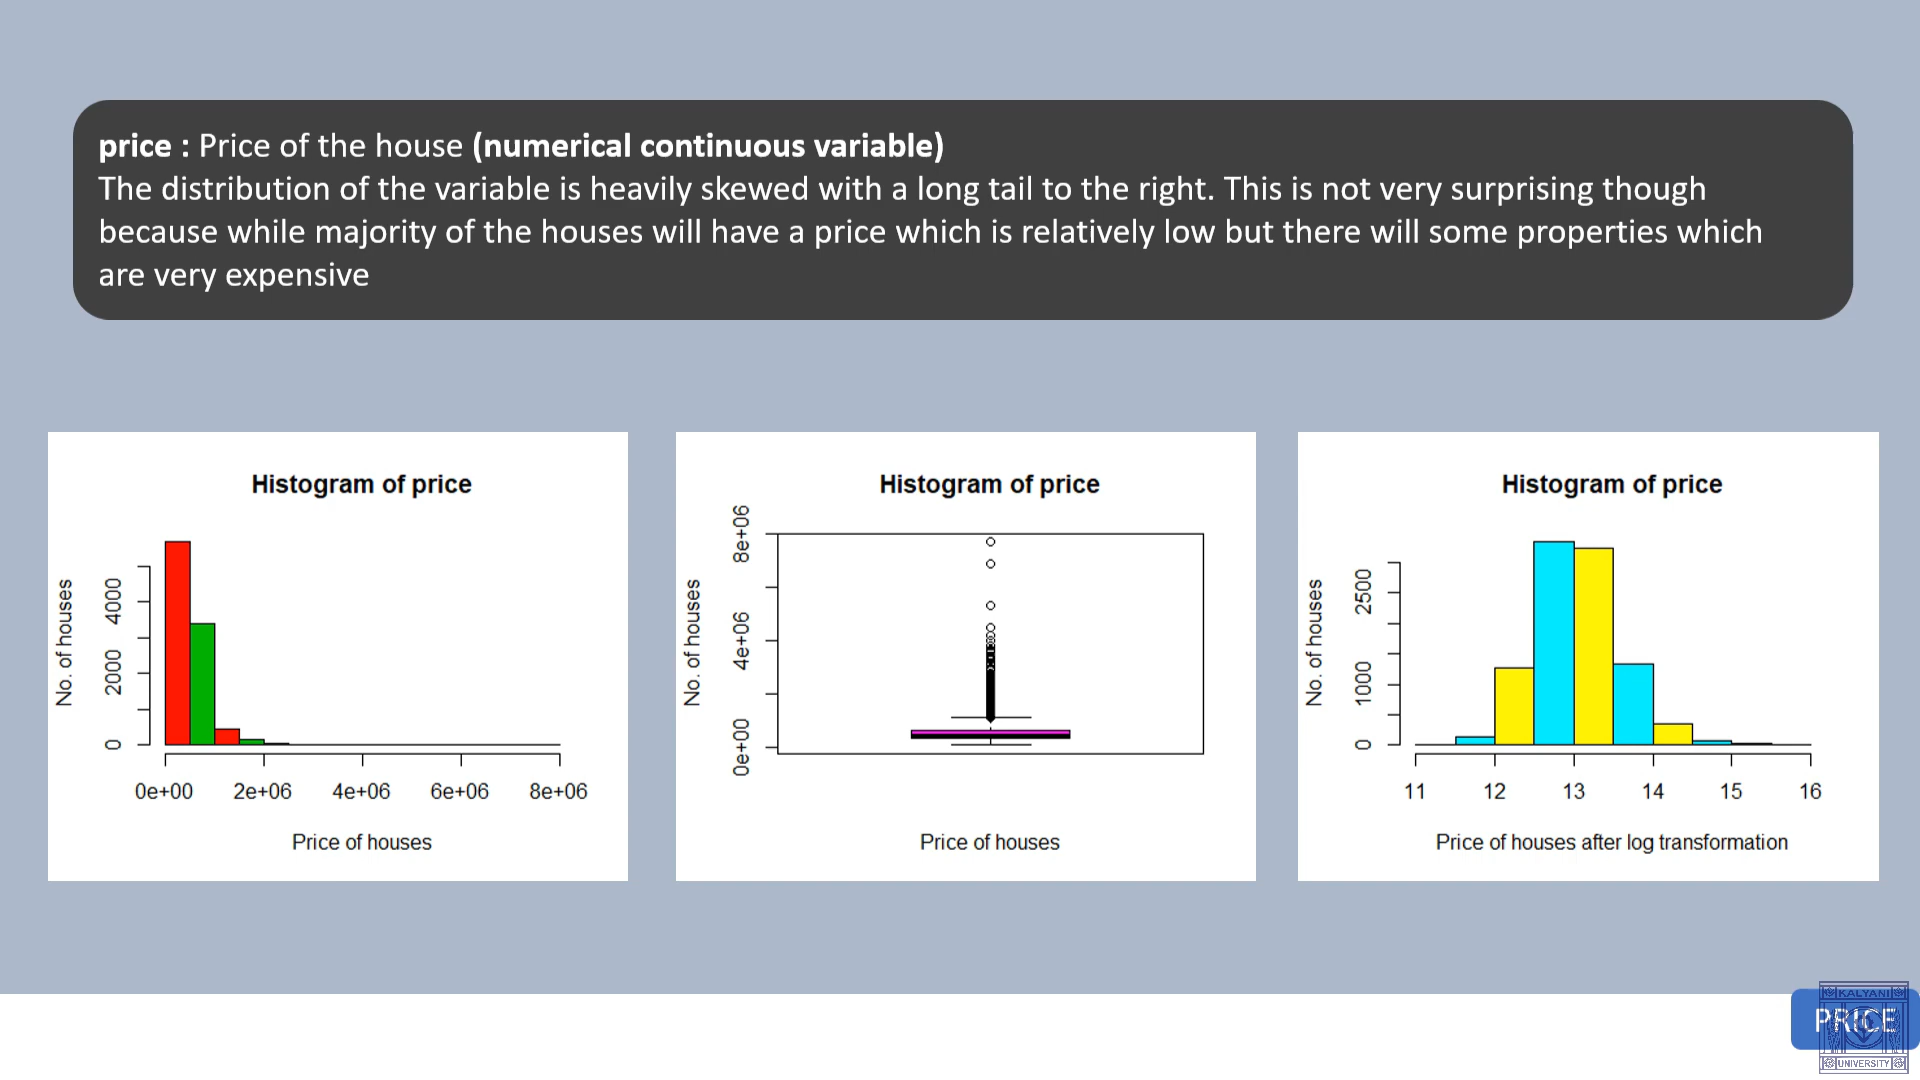 price : Price of the house (numerical continuous variable)
The distribution of the variable is heavily skewed with a long tail to the right. This is not very surprising though
because while majority of the houses will have a price which is relatively low but there will some properties which
are very expensive
Histogram of price
No. of houses
4000
2000
0
0e+00 2e+06 4e+06 6e+06 8e+06
Price of houses
Histogram of price
No. of houses
8e+06
4e+06
0e+00
Price of houses
Histogram of price
No. of houses
2500
1000
0
11 12 13 14 15 16
Price of houses after log transformation
KALYANI
PRICE
UNIVERSITY